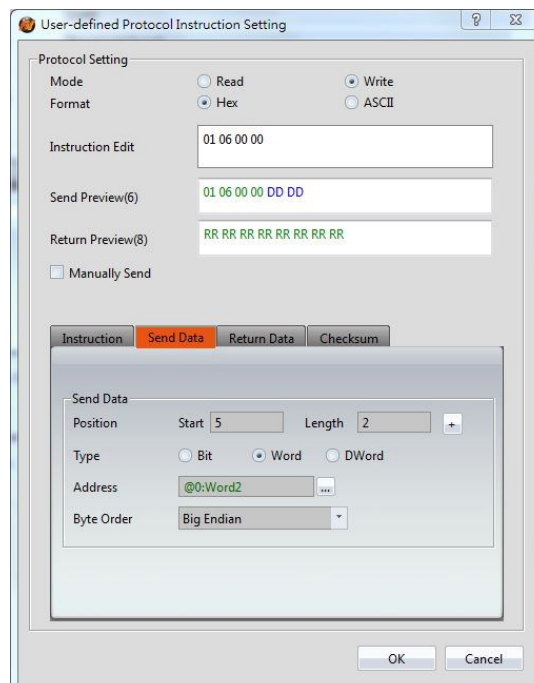 User-defined Protocol Instruction Setting
Protocol Setting
Mode Read Write
Format Hex ASCII
Instruction Edit 01 06 00 00
Send Preview(6) 01 06 00 00 DD DD
Return Preview(8) RR RR RR RR RR RR RR RR
Manually Send
Instruction Send Data Return Data Checksum
Send Data
Position Start 5 Length 2 +
Type Bit Word DWord
Address @0:Word2 ...
Byte Order Big Endian
OK Cancel